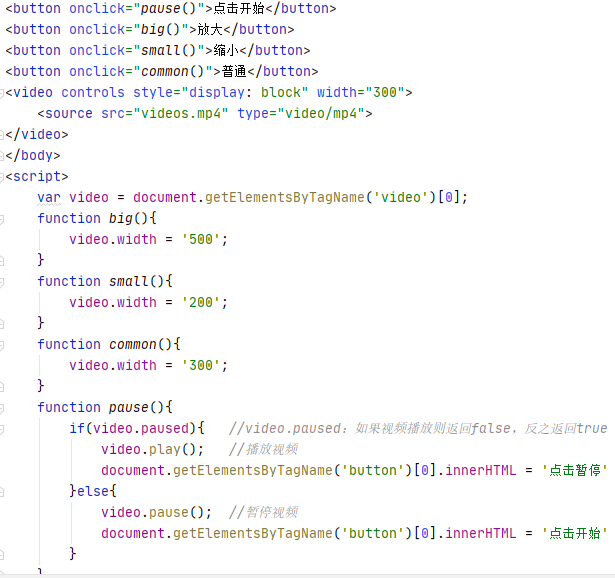 <button onclick="pause()">点击开始</button>
<button onclick="big()">放大</button>
<button onclick="small()">缩小</button>
<button onclick="common()">普通</button>
<video controls style="display: block" width="300">
    <source src="videos.mp4" type="video/mp4">
</video>
</body>
<script>
    var video = document.getElementsByTagName('video')[0];
    function big(){
        video.width = '500';
    }
    function small(){
        video.width = '200';
    }
    function common(){
        video.width = '300';
    }
    function pause(){
        if(video.paused){   //video.paused：如果视频播放则返回false，反之返回true
            video.play();   //播放视频
            document.getElementsByTagName('button')[0].innerHTML = '点击暂停'
        }else{
            video.pause();  //暂停视频
            document.getElementsByTagName('button')[0].innerHTML = '点击开始'
        }
    }